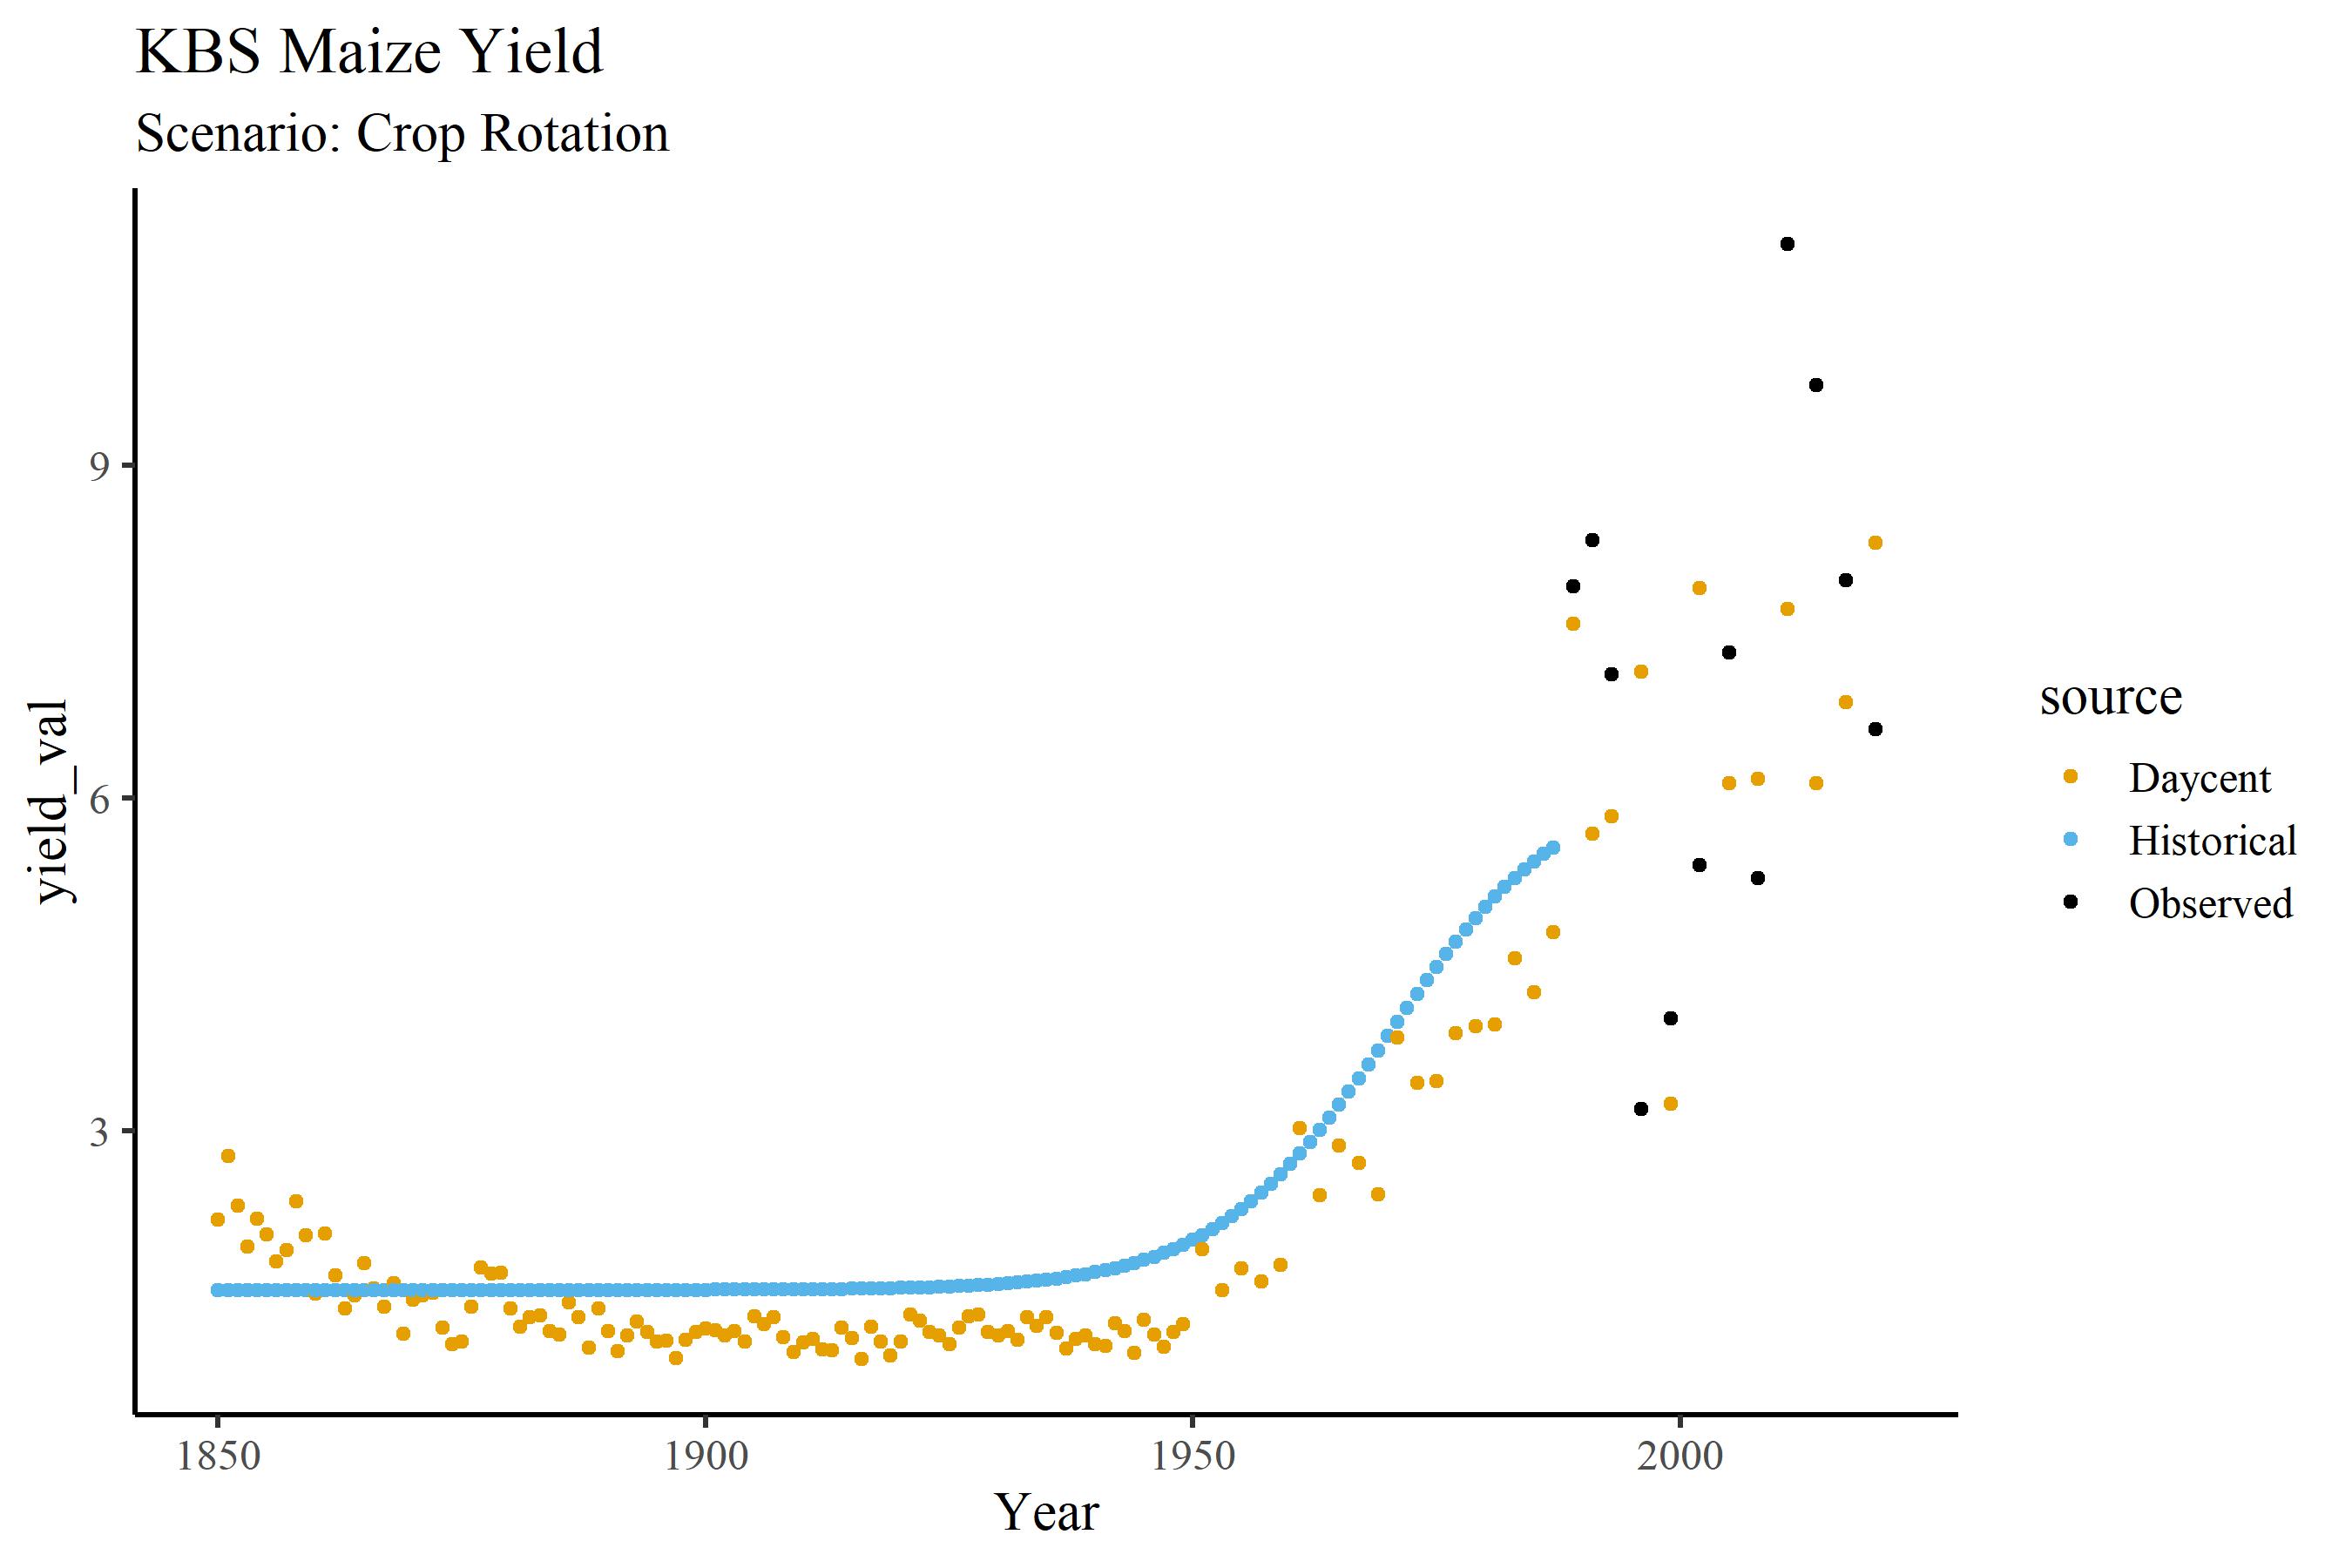 KBS Maize Yield
Scenario: Crop Rotation
yield_val
9
6
3
1850
1900
1950
2000
Year
source
Daycent
Historical
Observed